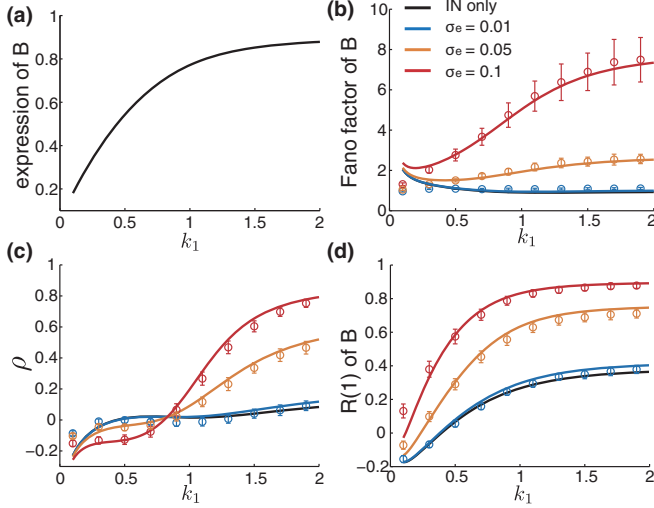 (a)
expression of B
1
0.8
0.6
0.4
0.2
0 0.5 1 1.5 2
k₁
(b)
Fano factor of B
10
8
6
4
2
0
0 0.5 1 1.5 2
k₁
IN only
σₑ = 0.01
σₑ = 0.05
σₑ = 0.1
(c)
ρ
0.8
0.6
0.4
0.2
0
-0.2
0 0.5 1 1.5 2
k₁
(d)
R(1) of B
1
0.8
0.6
0.4
0.2
0
-0.2
0 0.5 1 1.5 2
k₁